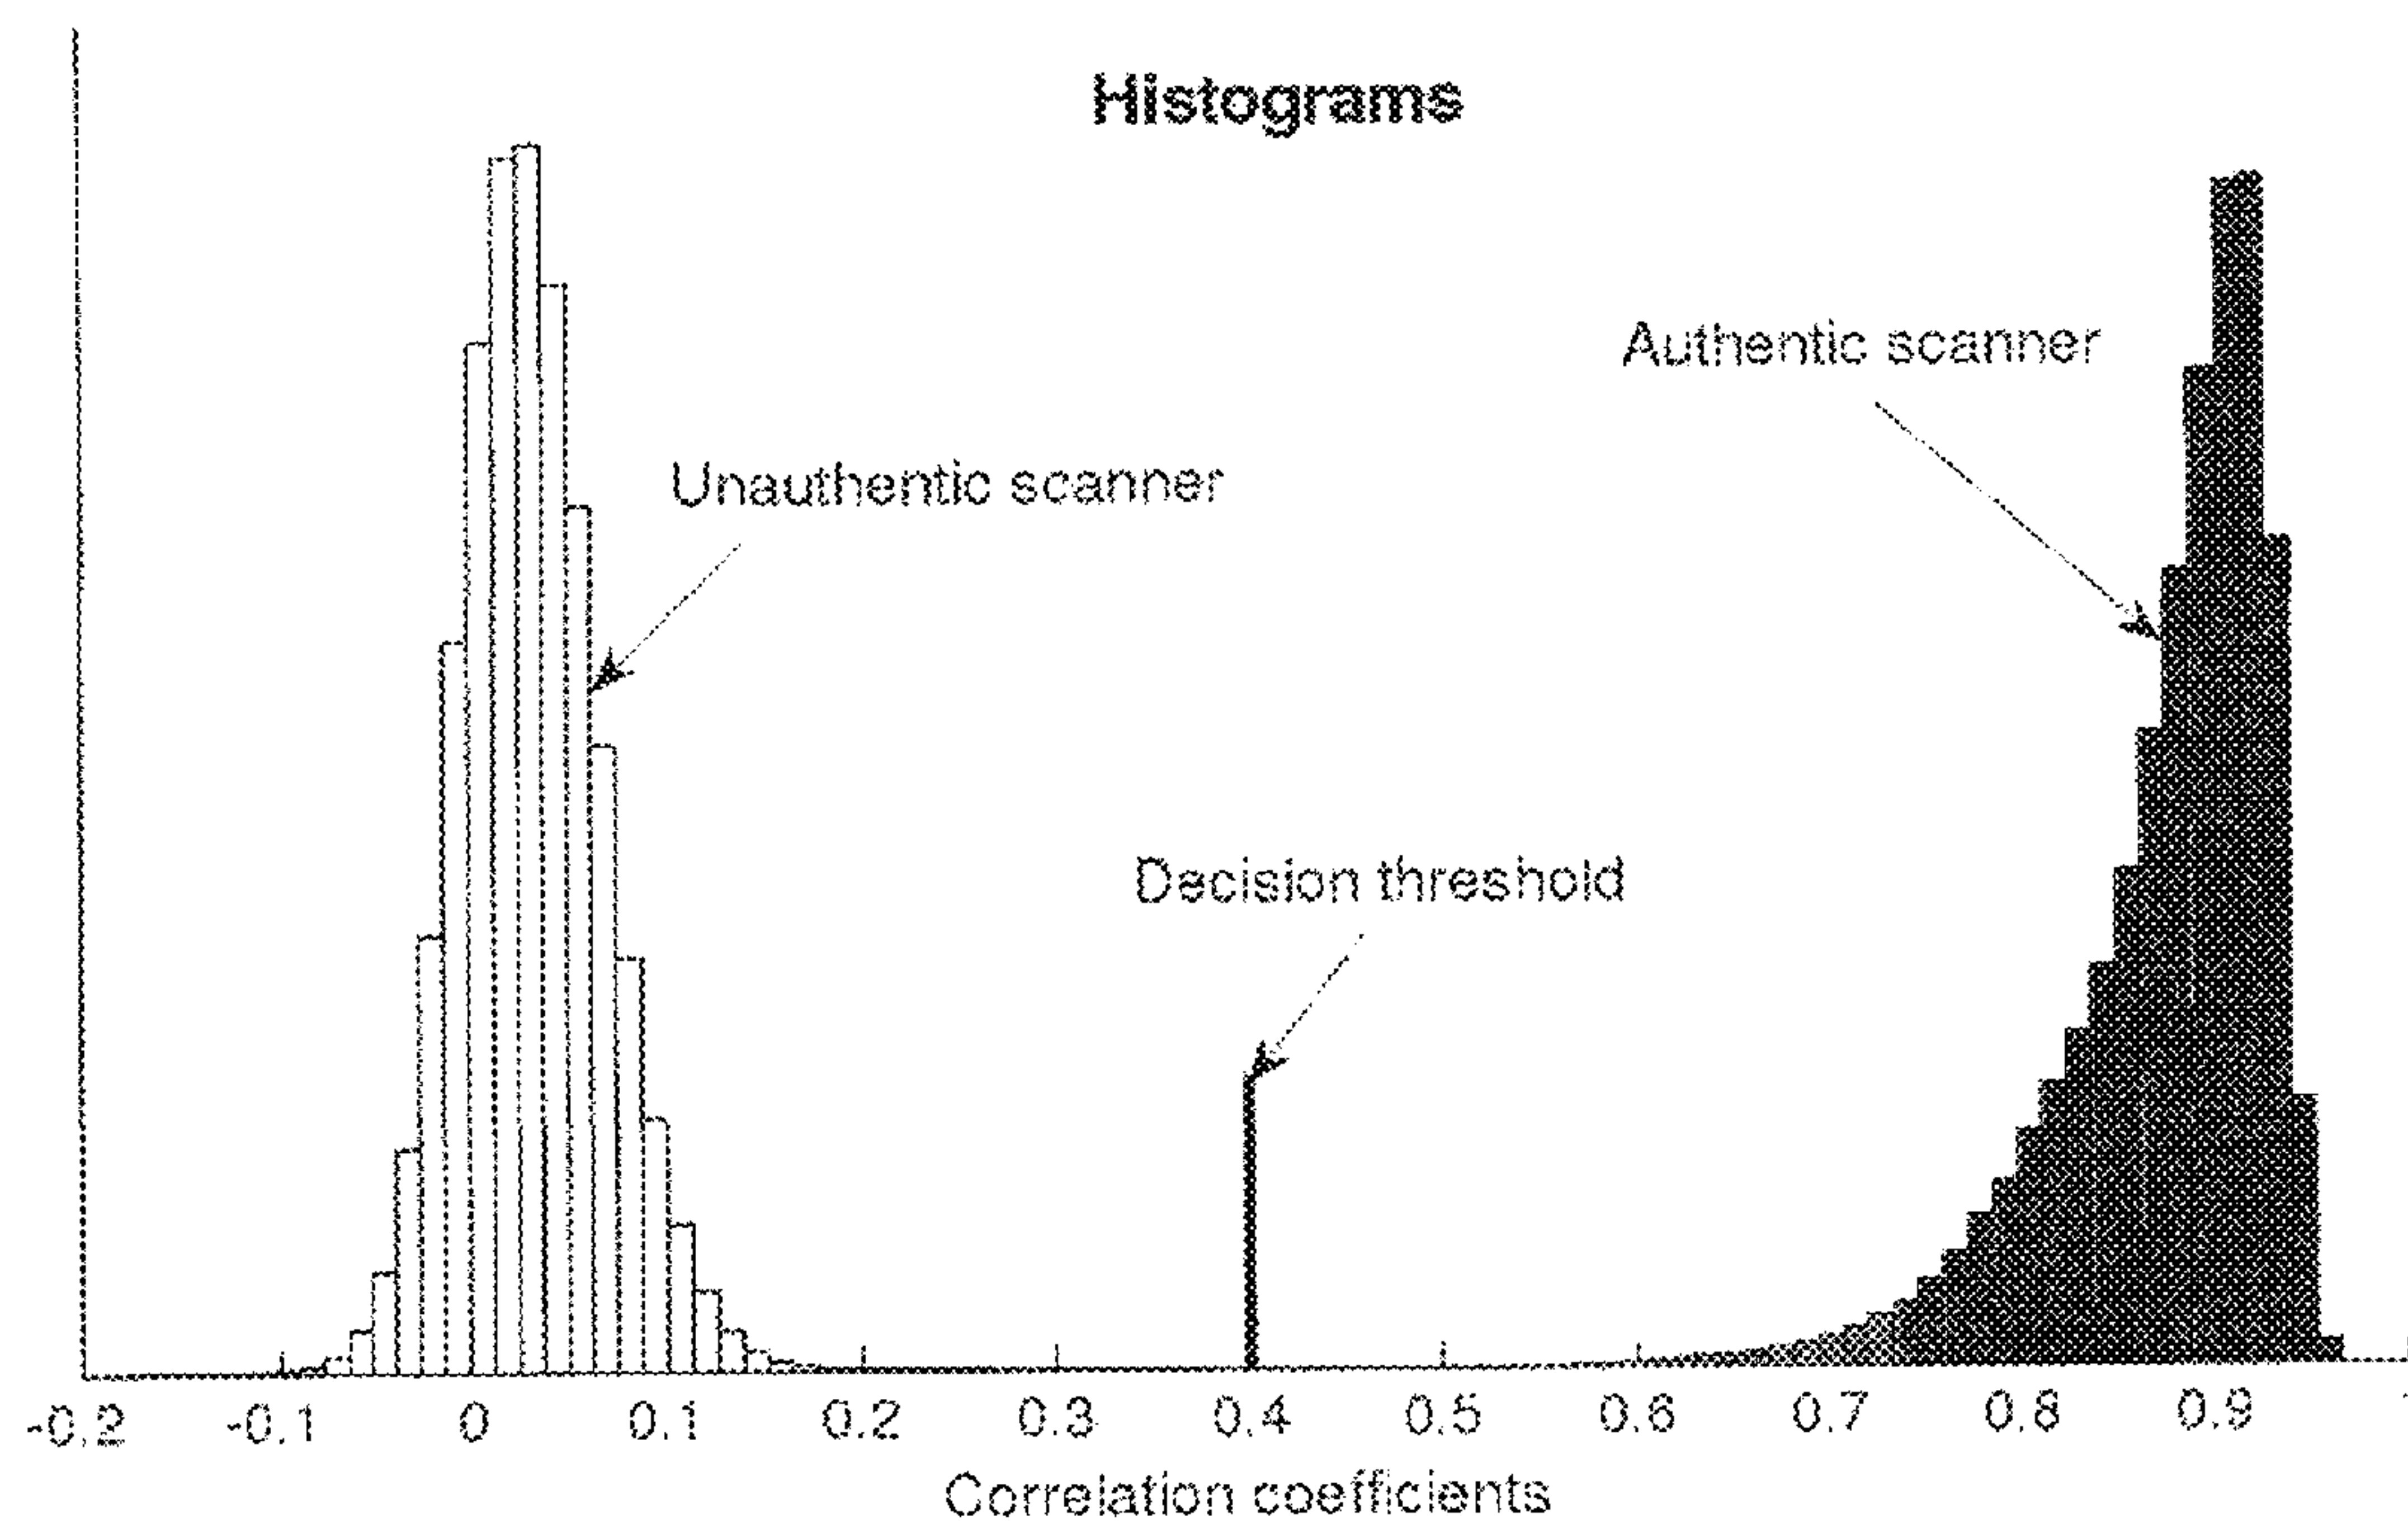 Histograms
Authentic scanner
Unauthentic scanner
Decision threshold
-0.2 -0.1 0 0.1 0.2 0.3 0.4 0.5 0.6 0.7 0.8 0.9
Correlation coefficients